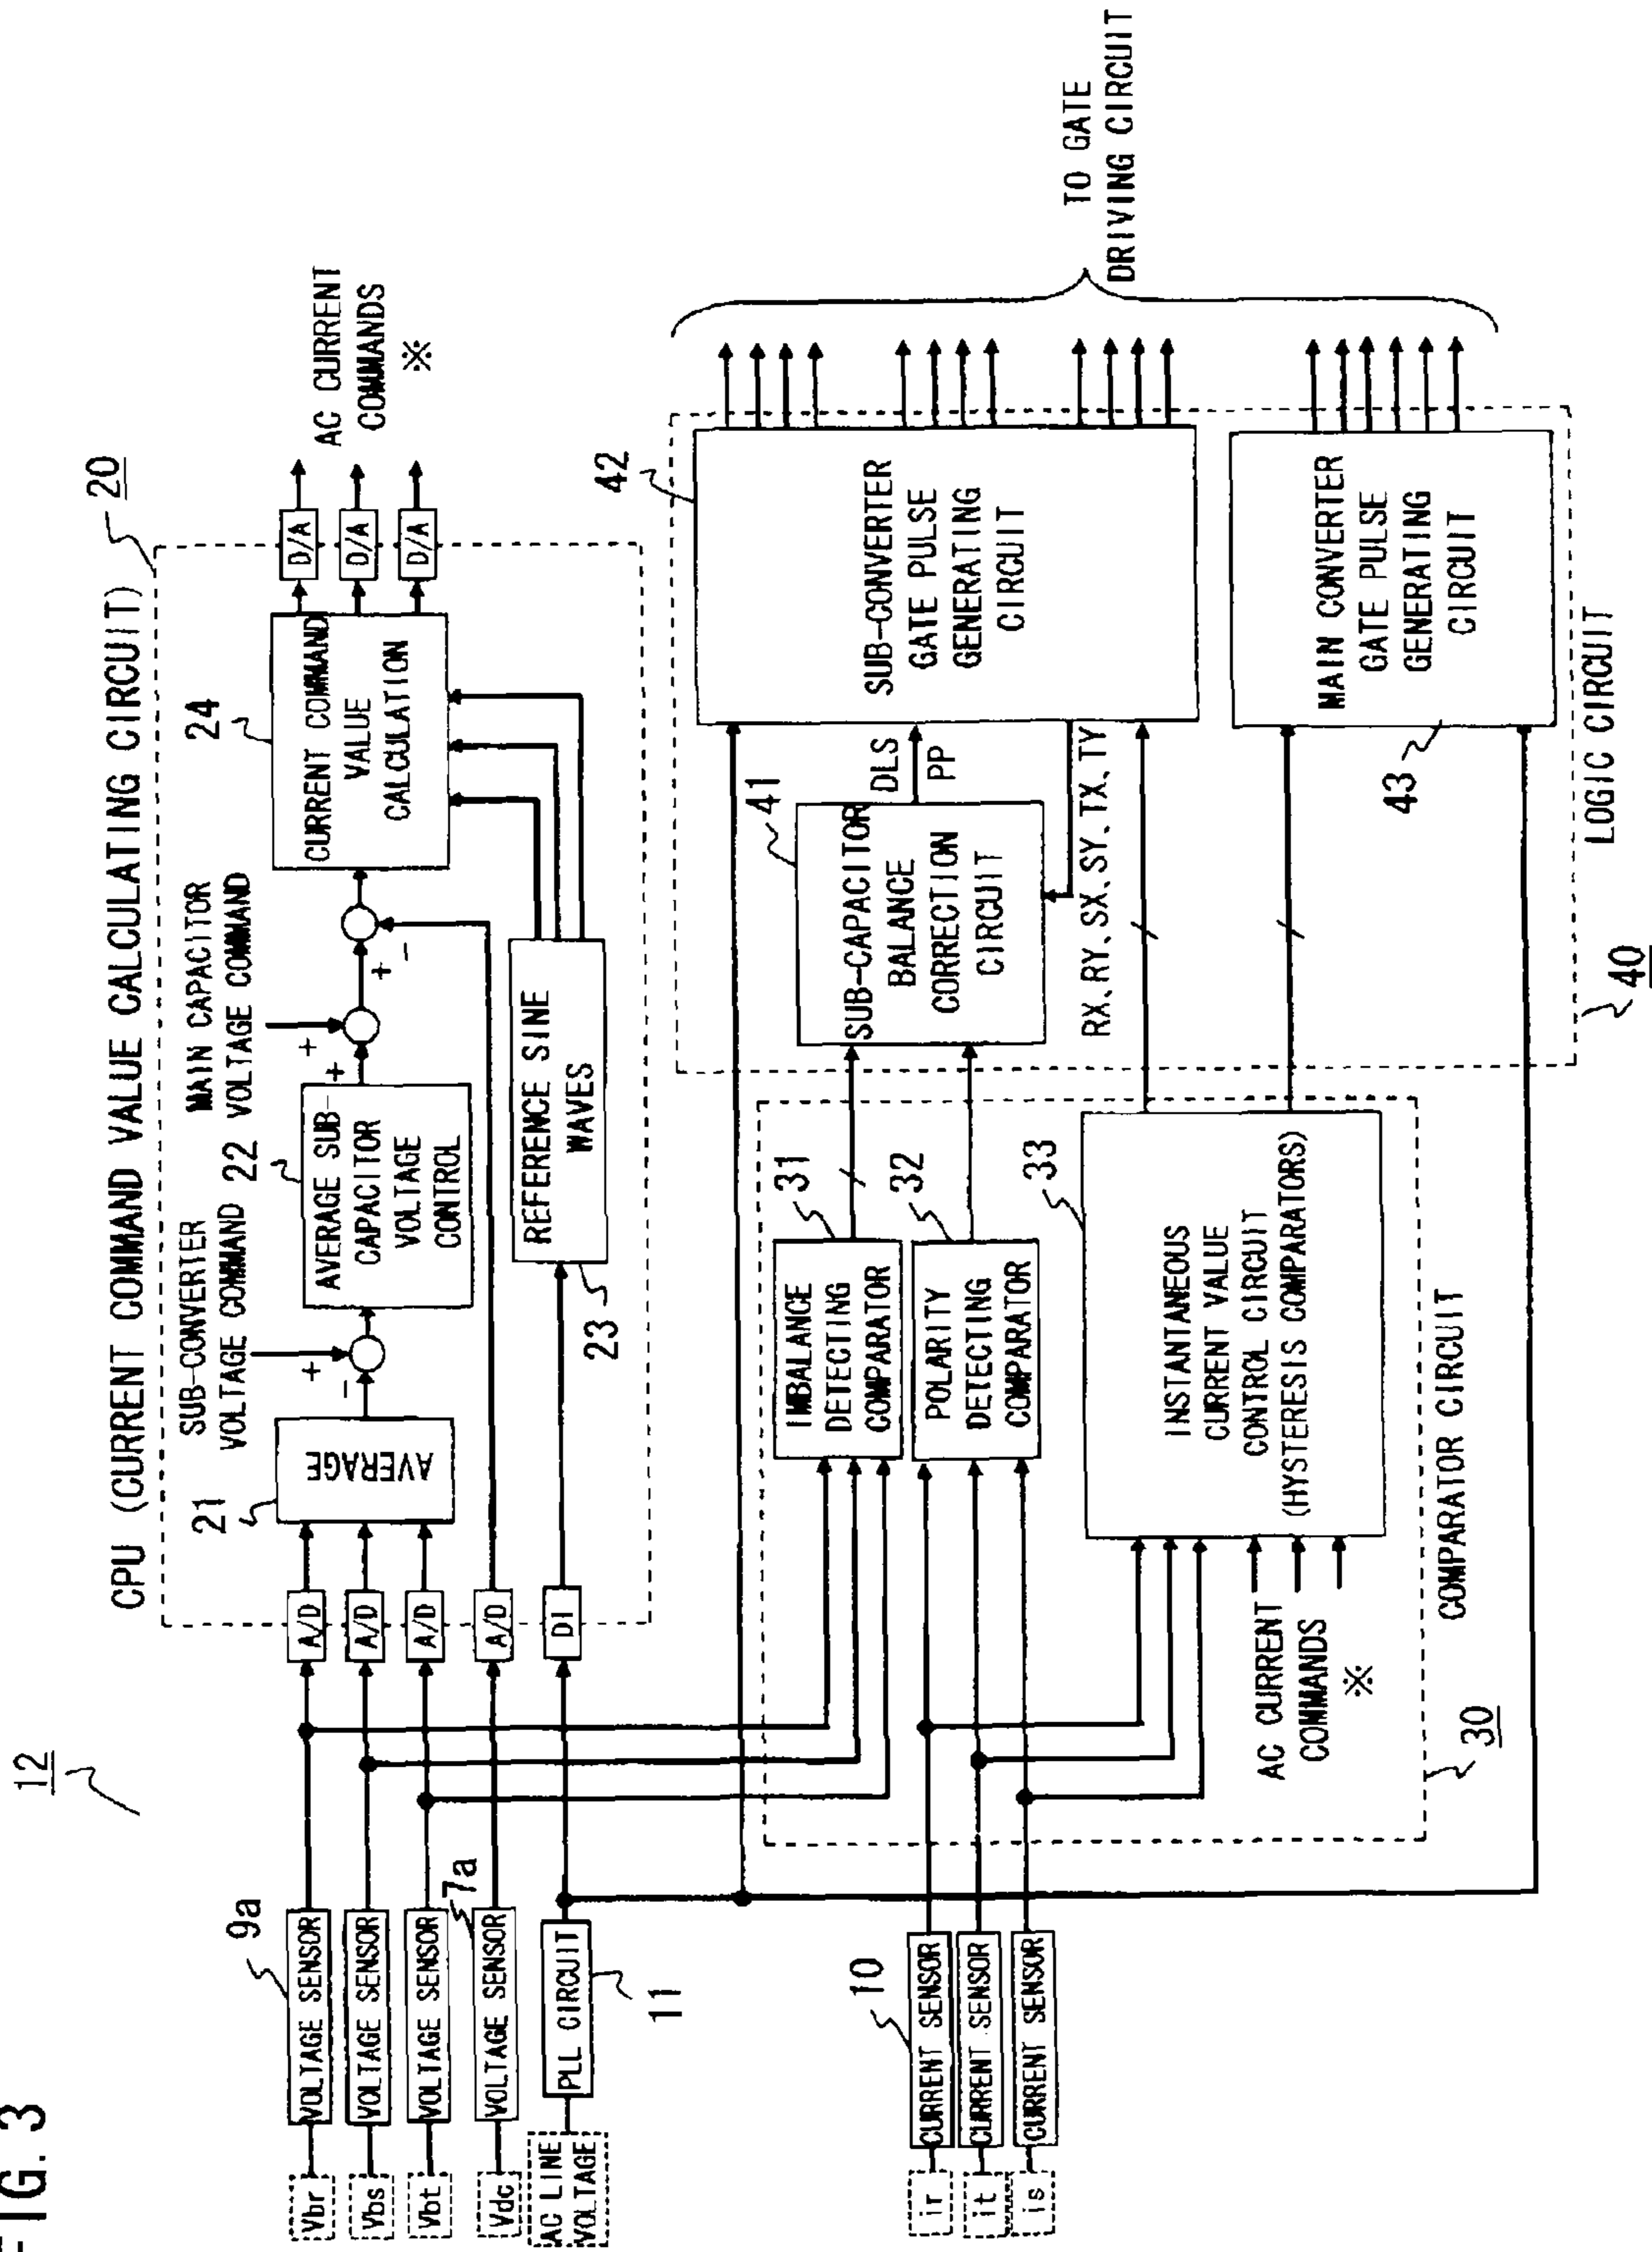 FIG. 3
12
CPU (CURRENT COMMAND VALUE CALCULATING CIRCUIT)
20
Vbr
VOLTAGE SENSOR
9a
Vbs
VOLTAGE SENSOR
Vbt
VOLTAGE SENSOR
Vdc
VOLTAGE SENSOR
7a
AC LINE
VOLTAGE
PLL CIRCUIT
11
A/D
A/D
A/D
A/D
DI
21
AVERAGE
SUB-CONVERTER
VOLTAGE COMMAND
+
-
22
AVERAGE SUB-
CAPACITOR
VOLTAGE
CONTROL
MAIN CAPACITOR
VOLTAGE COMMAND
+
+
+
-
23
REFERENCE SINE
WAVES
24
CURRENT COMMAND
VALUE
CALCULATION
D/A
D/A
D/A
AC CURRENT
COMMANDS
※
ir
CURRENT SENSOR
10
it
CURRENT SENSOR
is
CURRENT SENSOR
31
IMBALANCE
DETECTING
COMPARATOR
32
POLARITY
DETECTING
COMPARATOR
33
INSTANTANEOUS
CURRENT VALUE
CONTROL CIRCUIT
(HYSTERESIS COMPARATORS)
AC CURRENT
COMMANDS
※
30
COMPARATOR CIRCUIT
41
SUB-CAPACITOR
BALANCE
CORRECTION
CIRCUIT
DLS
PP
RX, RY, SX, SY, TX, TY
42
SUB-CONVERTER
GATE PULSE
GENERATING
CIRCUIT
43
MAIN CONVERTER
GATE PULSE
GENERATING
CIRCUIT
LOGIC CIRCUIT
40
TO GATE
DRIVING CIRCUIT